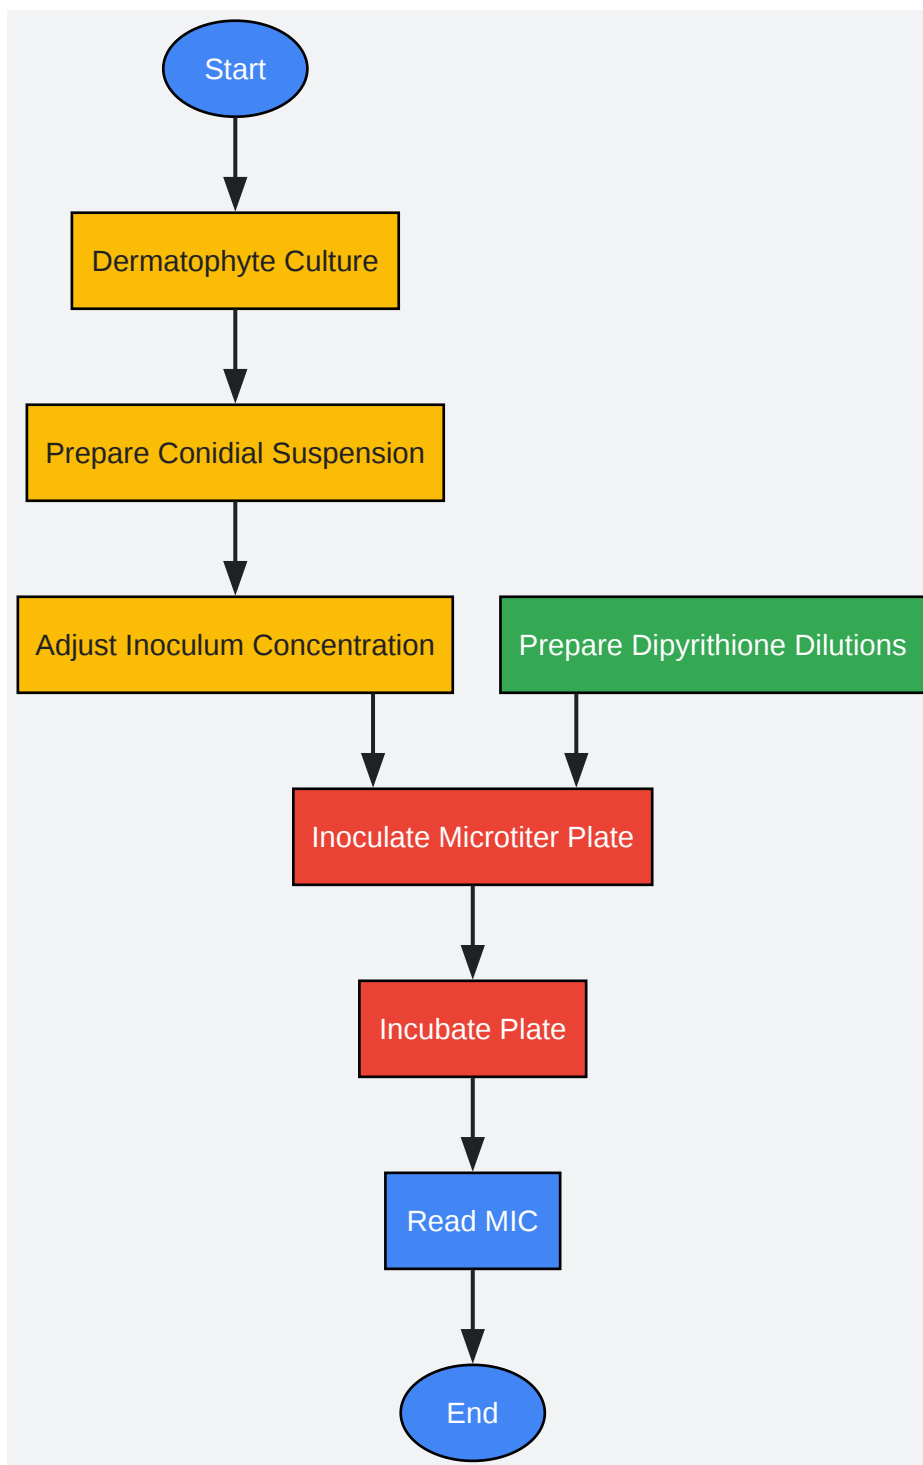 Start
Dermatophyte Culture
Prepare Conidial Suspension
Adjust Inoculum Concentration
Prepare Dipyrithione Dilutions
Inoculate Microtiter Plate
Incubate Plate
Read MIC
End